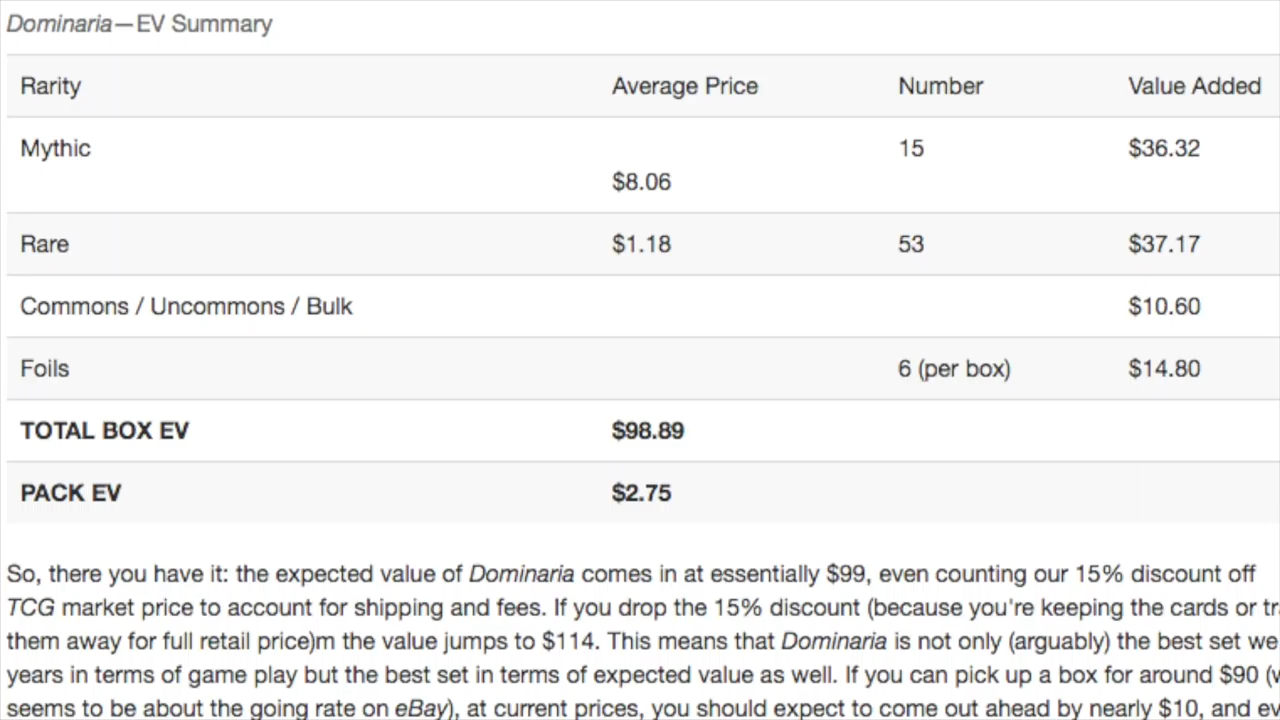 Dominaria—EV Summary
Rarity Average Price Number Value Added
Mythic 15 $36.32
$8.06
Rare $1.18 53 $37.17
Commons / Uncommons / Bulk $10.60
Foils 6 (per box) $14.80
TOTAL BOX EV $98.89
PACK EV $2.75
So, there you have it: the expected value of Dominaria comes in at essentially $99, even counting our 15% discount off
TCG market price to account for shipping and fees. If you drop the 15% discount (because you're keeping the cards or
them away for full retail price)m the value jumps to $114. This means that Dominaria is not only (arguably) the best set we
years in terms of game play but the best set in terms of expected value as well. If you can pick up a box for around $90
seems to be about the going rate on eBay), at current prices, you should expect to come out ahead by nearly $10, and